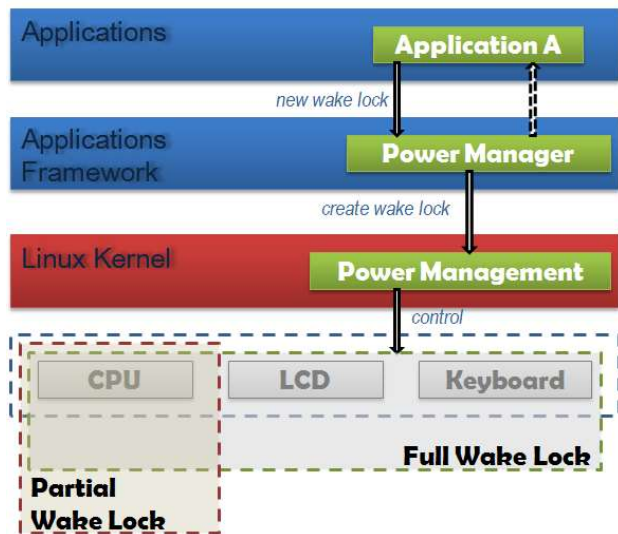 Applications
Application A
new wake lock
Applications
Framework
Power Manager
create wake lock
Linux Kernel
Power Management
control
CPU
LCD
Keyboard
Full Wake Lock
Partial
Wake Lock